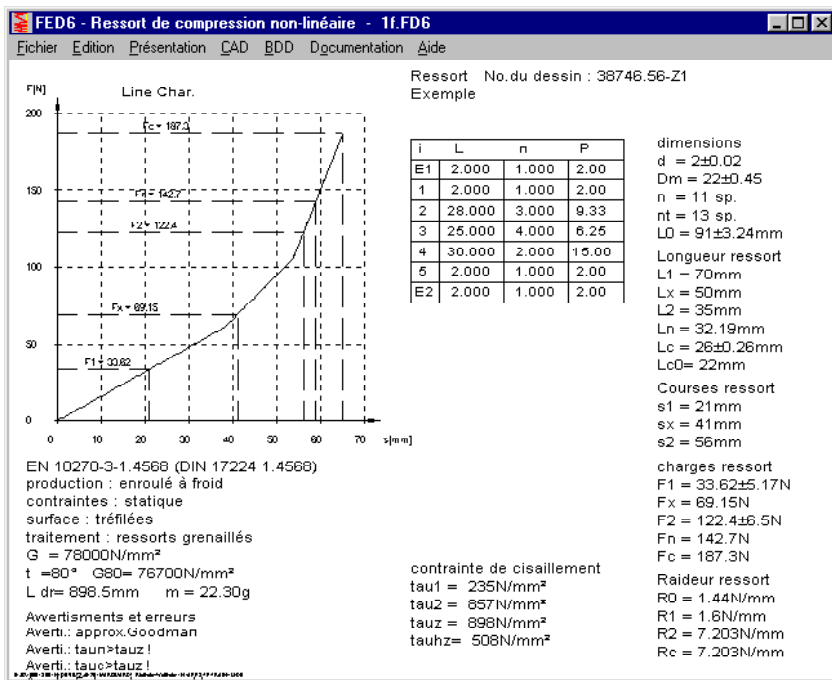 FED6 - Ressort de compression non-linéaire - 1f.FD6
Fichier Edition Présentation CAD BDD Documentation Aide
Ressort No.du dessin : 38746.56-Z1
Exemple
F[N]
Line Char.
200
Fc = 187.3
150
Fn = 142.7
F2 = 122.4
100
Fx = 69.15
50
F1 = 33.62
0
0 10 20 30 40 50 60 70 s[mm]
i L n P
E1 2.000 1.000 2.00
1 2.000 1.000 2.00
2 28.000 3.000 9.33
3 25.000 4.000 6.25
4 30.000 2.000 15.00
5 2.000 1.000 2.00
E2 2.000 1.000 2.00
dimensions
d = 2±0.02
Dm = 22±0.45
n = 11 sp.
nt = 13 sp.
L0 = 91±3.24mm
Longueur ressort
L1 = 70mm
Lx = 50mm
L2 = 35mm
Ln = 32.19mm
Lc = 26±0.26mm
Lc0= 22mm
Courses ressort
s1 = 21mm
sx = 41mm
s2 = 56mm
charges ressort
F1 = 33.62±5.17N
Fx = 69.15N
F2 = 122.4±6.5N
Fn = 142.7N
Fc = 187.3N
Raideur ressort
R0 = 1.44N/mm
R1 = 1.6N/mm
R2 = 7.203N/mm
Rc = 7.203N/mm
EN 10270-3-1.4568 (DIN 17224 1.4568)
production : enroulé à froid
contraintes : statique
surface : tréfilées
traitement : ressorts grenaillés
G = 78000N/mm²
t =80° G80= 76700N/mm²
L dr= 898.5mm m = 22.30g
Avvertisments et erreurs
Averti.: approx.Goodman
Averti.: taun>tauz !
Averti.: tauc>tauz !
contrainte de cisaillement
tau1 = 235N/mm²
tau2 = 857N/mm²
tauz = 898N/mm²
tauhz= 508N/mm²